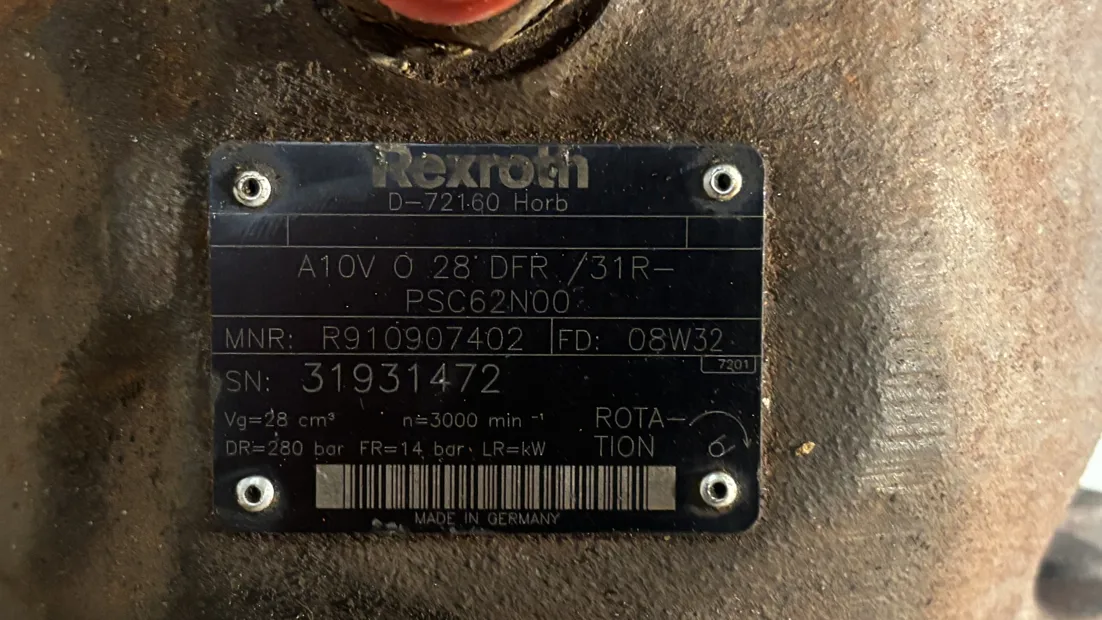 Rexroth
D-72160 Horb
A10V O 28 DFR /31R-
PSC62N00
MNR: R910907402 FD: 08W32
7201
SN: 31931472
Vg=28 cm³ n=3000 min⁻¹ ROTA-
DR=280 bar FR=14 bar LR=kW TION
MADE IN GERMANY